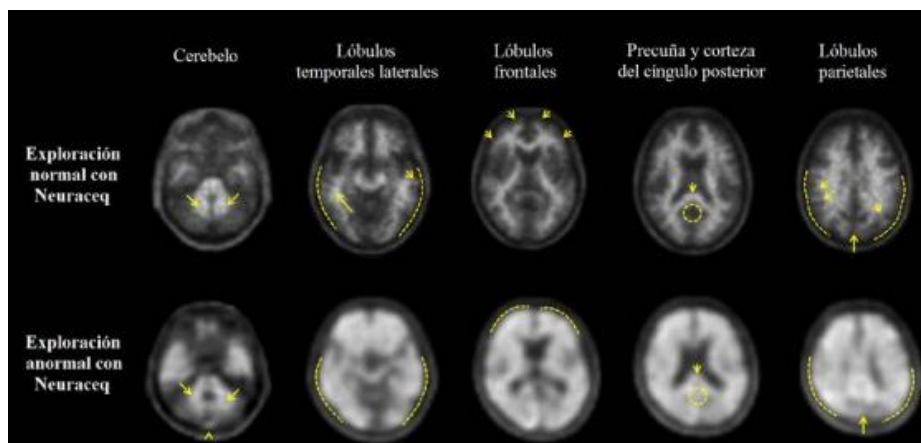 Cerebelo
Lóbulos
temporales laterales
Lóbulos
frontales
Precuña y corteza
del cíngulo posterior
Lóbulos
parietales
Exploración
normal con
Neuraceq
Exploración
anormal con
Neuraceq